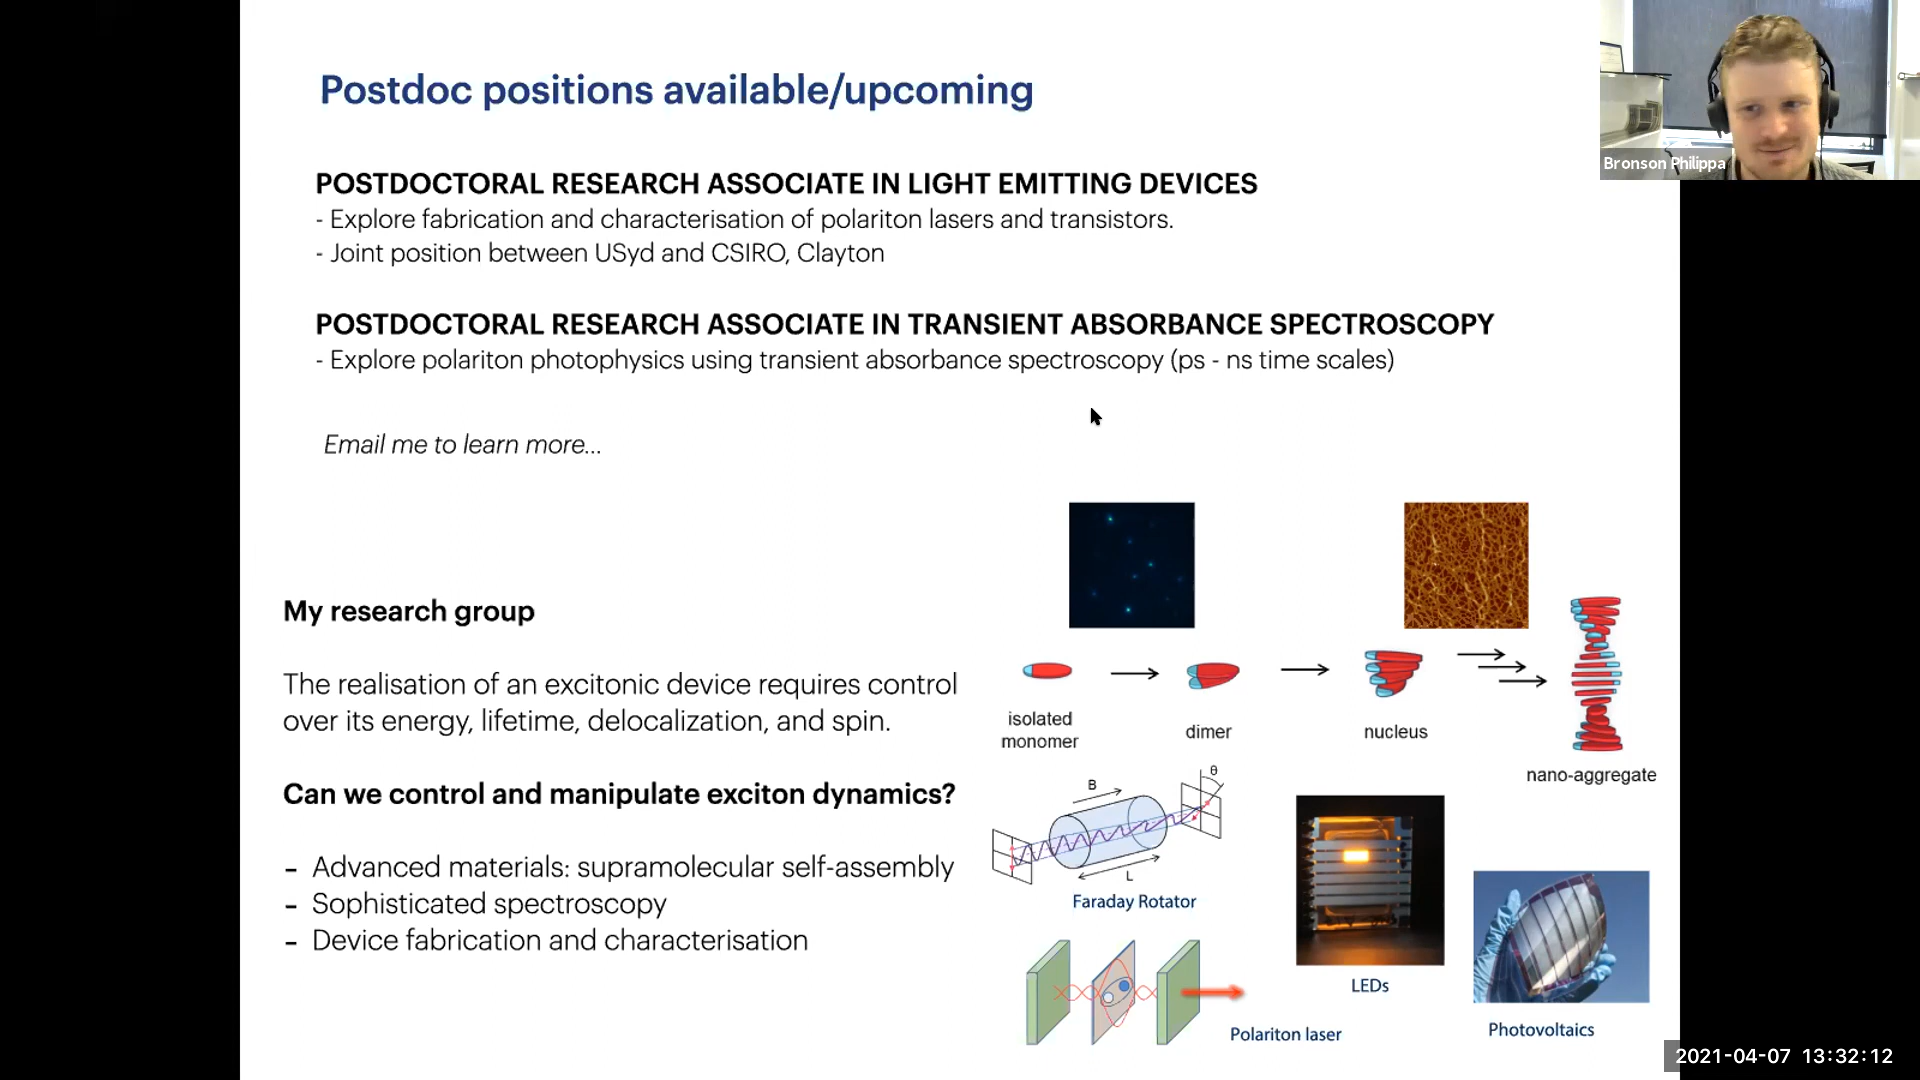 Postdoc positions available/upcoming
Bronson Philippa
POSTDOCTORAL RESEARCH ASSOCIATE IN LIGHT EMITTING DEVICES
- Explore fabrication and characterisation of polariton lasers and transistors.
- Joint position between USyd and CSIRO, Clayton
POSTDOCTORAL RESEARCH ASSOCIATE IN TRANSIENT ABSORBANCE SPECTROSCOPY
- Explore polariton photophysics using transient absorbance spectroscopy (ps - ns time scales)
Email me to learn more...
My research group
The realisation of an excitonic device requires control
over its energy, lifetime, delocalization, and spin.
Can we control and manipulate exciton dynamics?
- Advanced materials: supramolecular self-assembly
- Sophisticated spectroscopy
- Device fabrication and characterisation
isolated
monomer
dimer
nucleus
nano-aggregate
B
θ
L
Faraday Rotator
LEDs
Photovoltaics
Polariton laser
2021-04-07 13:32:12